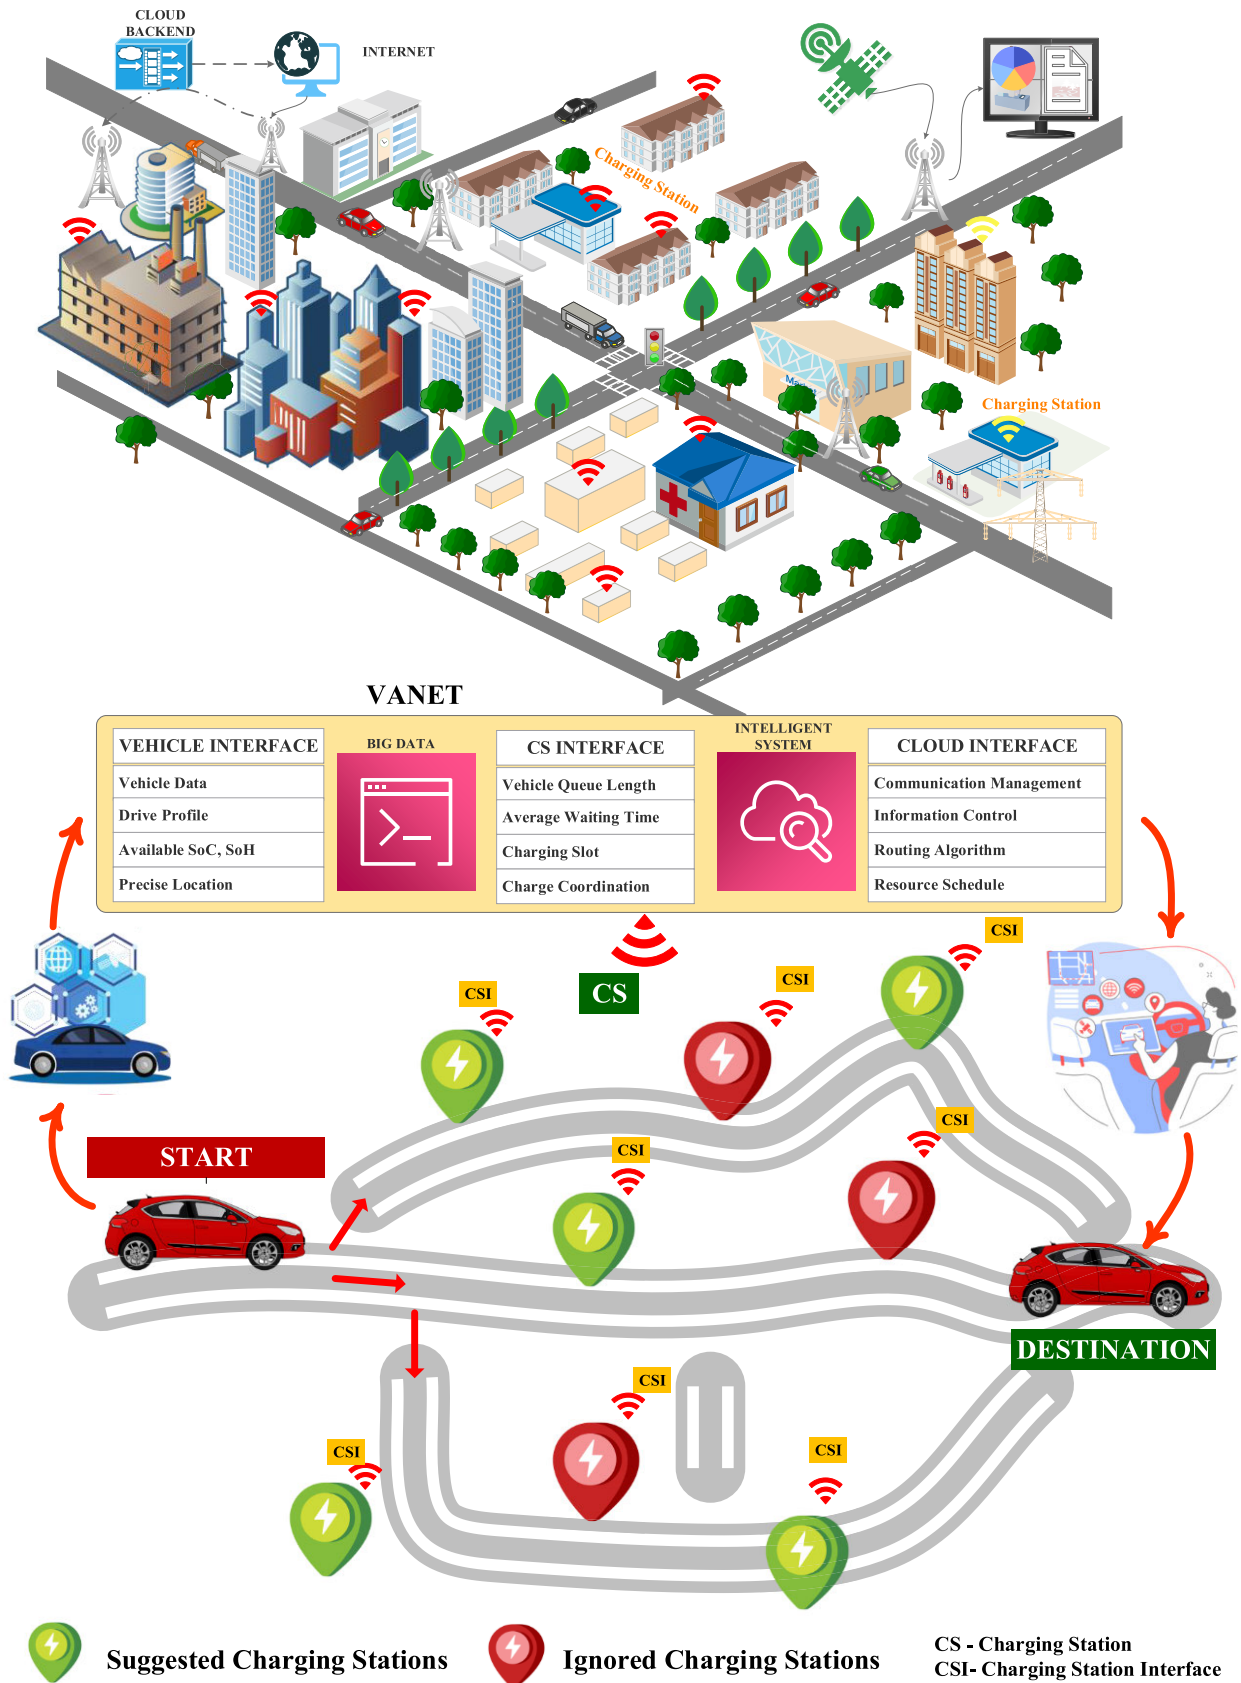 CLOUD
BACKEND
INTERNET
Charging Station
Charging Station
VANET
VEHICLE INTERFACE
Vehicle Data
Drive Profile
Available SoC, SoH
Precise Location
BIG DATA
CS INTERFACE
Vehicle Queue Length
Average Waiting Time
Charging Slot
Charge Coordination
INTELLIGENT
SYSTEM
CLOUD INTERFACE
Communication Management
Information Control
Routing Algorithm
Resource Schedule
CS
CSI
CSI
CSI
CSI
CSI
START
DESTINATION
CSI
CSI
CSI
Suggested Charging Stations
Ignored Charging Stations
CS - Charging Station
CSI- Charging Station Interface